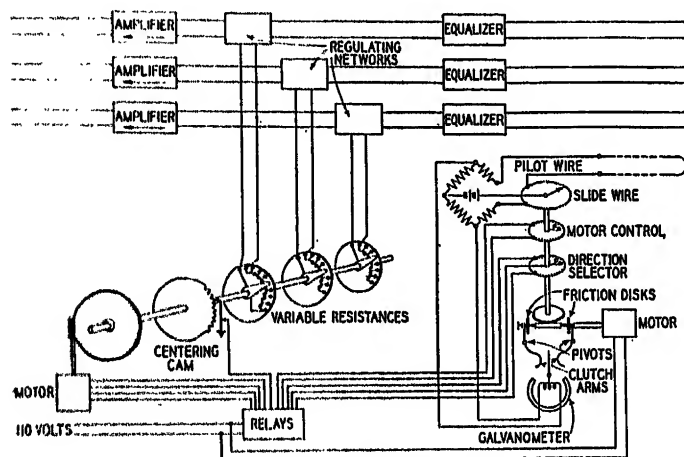 AMPLIFIER
EQUALIZER
REGULATING
NETWORKS
AMPLIFIER
EQUALIZER
AMPLIFIER
EQUALIZER
PILOT WIRE
SLIDE WIRE
MOTOR CONTROL
DIRECTION
SELECTOR
FRICTION DISKS
VARIABLE RESISTANCES
MOTOR
CENTERING
CAM
PIVOTS
CLUTCH
ARMS
MOTOR
110 VOLTS
RELAYS
GALVANOMETER